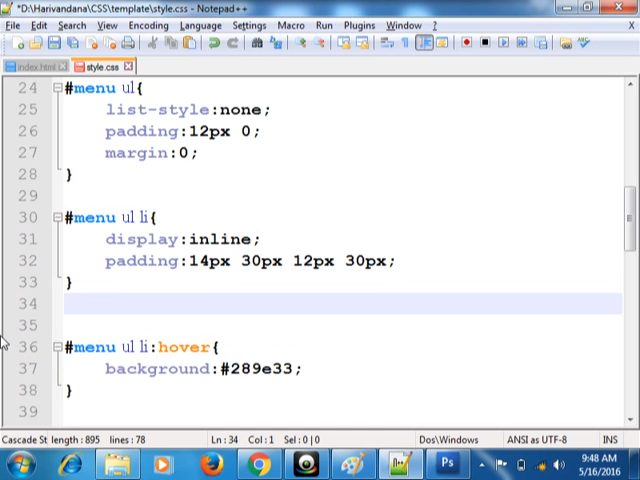 *D:\Harivandana\CSS\template\style.css - Notepad++
File Edit Search View Encoding Language Settings Macro Run Plugins Window ? X
index.html style.css
24 #menu ul{
25 list-style:none;
26 padding:12px 0;
27 margin:0;
28 }
29
30 #menu ul li{
31 display:inline;
32 padding:14px 30px 12px 30px;
33 }
34
35
36 #menu ul li:hover{
37 background:#289e33;
38 }
39
Cascade St length : 895 lines : 78 Ln : 34 Col : 1 Sel : 0 | 0 Dos\Windows ANSI as UTF-8 INS
Ps 9:48 AM
5/16/2016